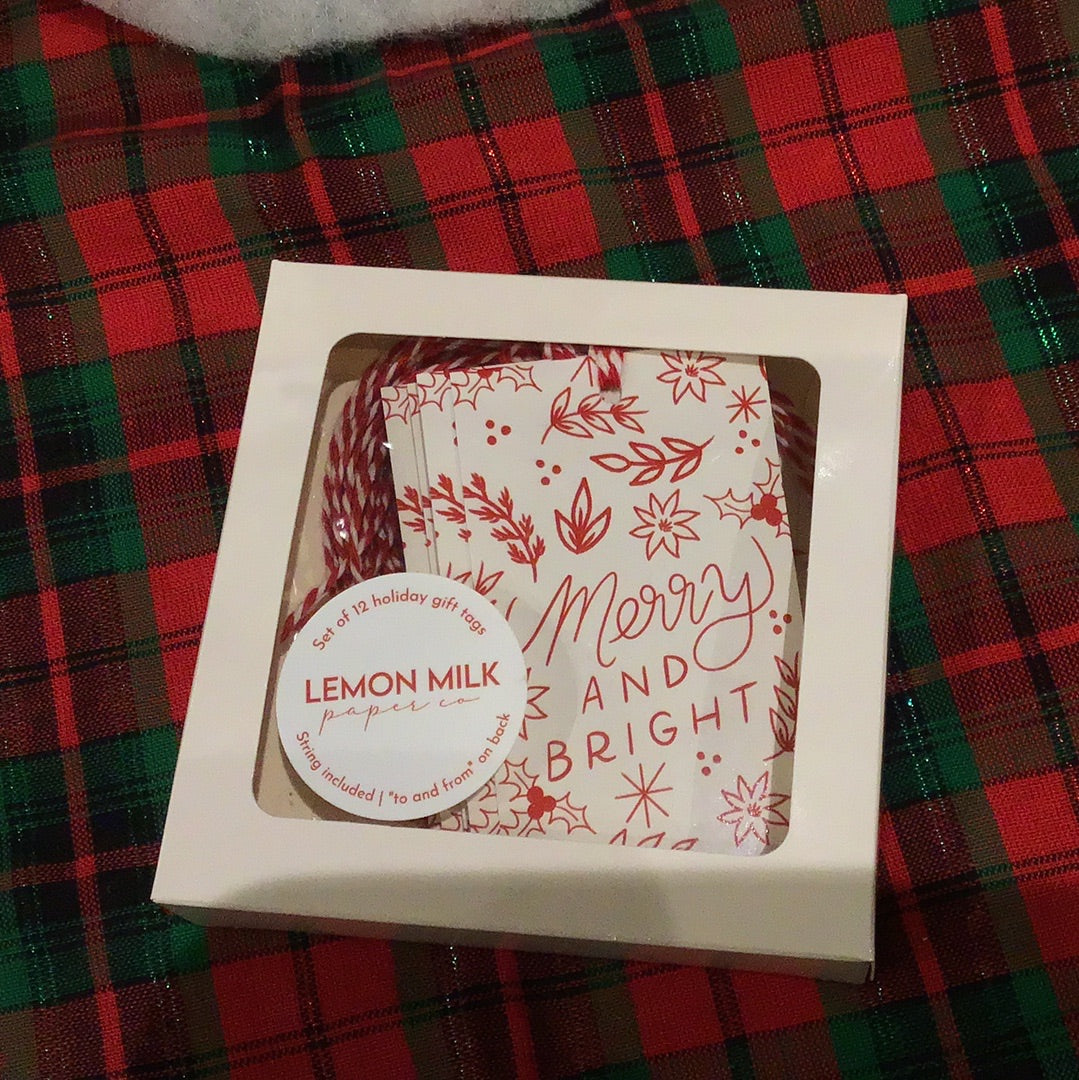 Merry
AND
BRIGHT
Set of 12 holiday gift tags
LEMON MILK
paper co
String included | "to and from" on back